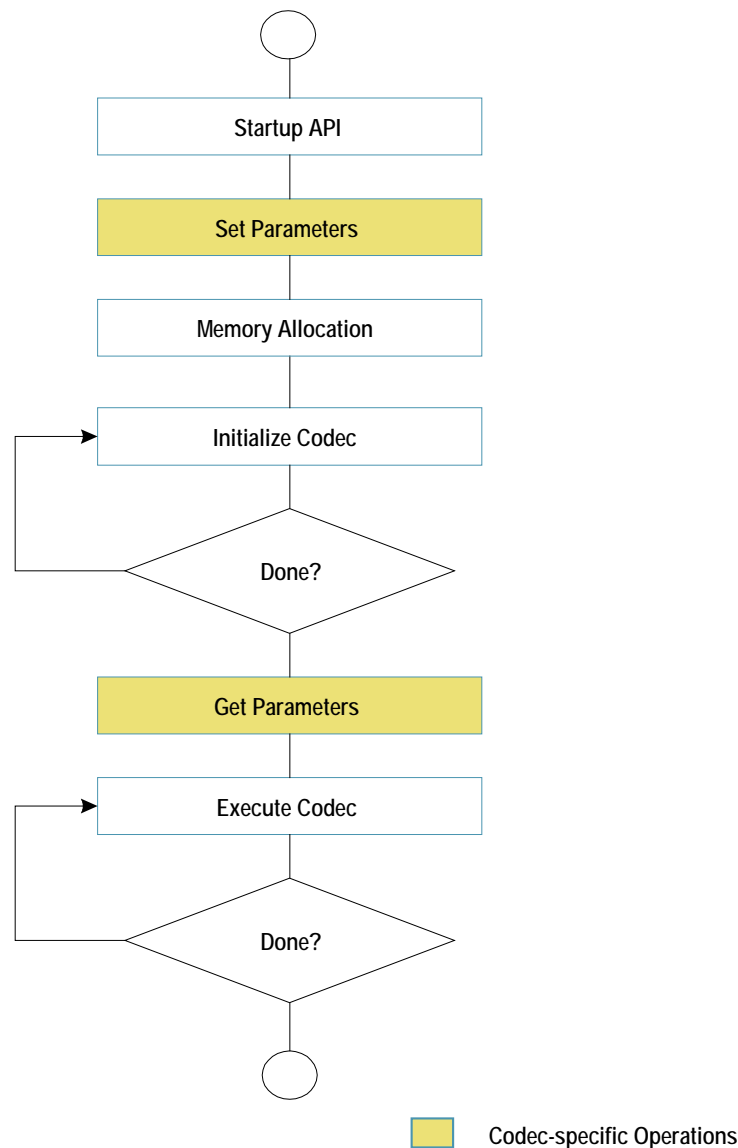 Startup API
Set Parameters
Memory Allocation
Initialize Codec
Done?
Get Parameters
Execute Codec
Done?
Codec-specific Operations